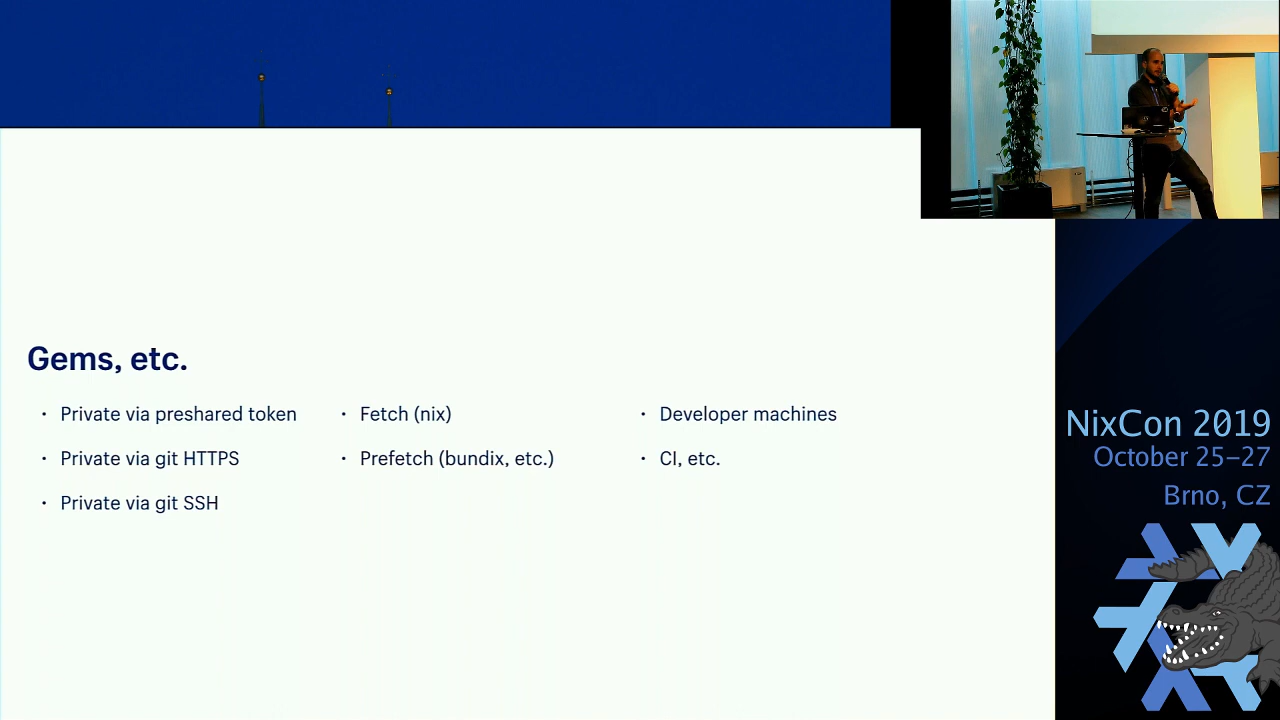 Gems, etc.
• Private via preshared token
• Private via git HTTPS
• Private via git SSH
• Fetch (nix)
• Prefetch (bundix, etc.)
• Developer machines
• CI, etc.
NixCon 2019
October 25–27
Brno, CZ